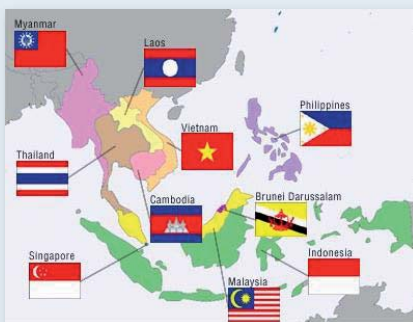 Myanmar
Laos
Philippines
Vietnam
Thailand
Cambodia
Brunei Darussalam
Singapore
Indonesia
Malaysia